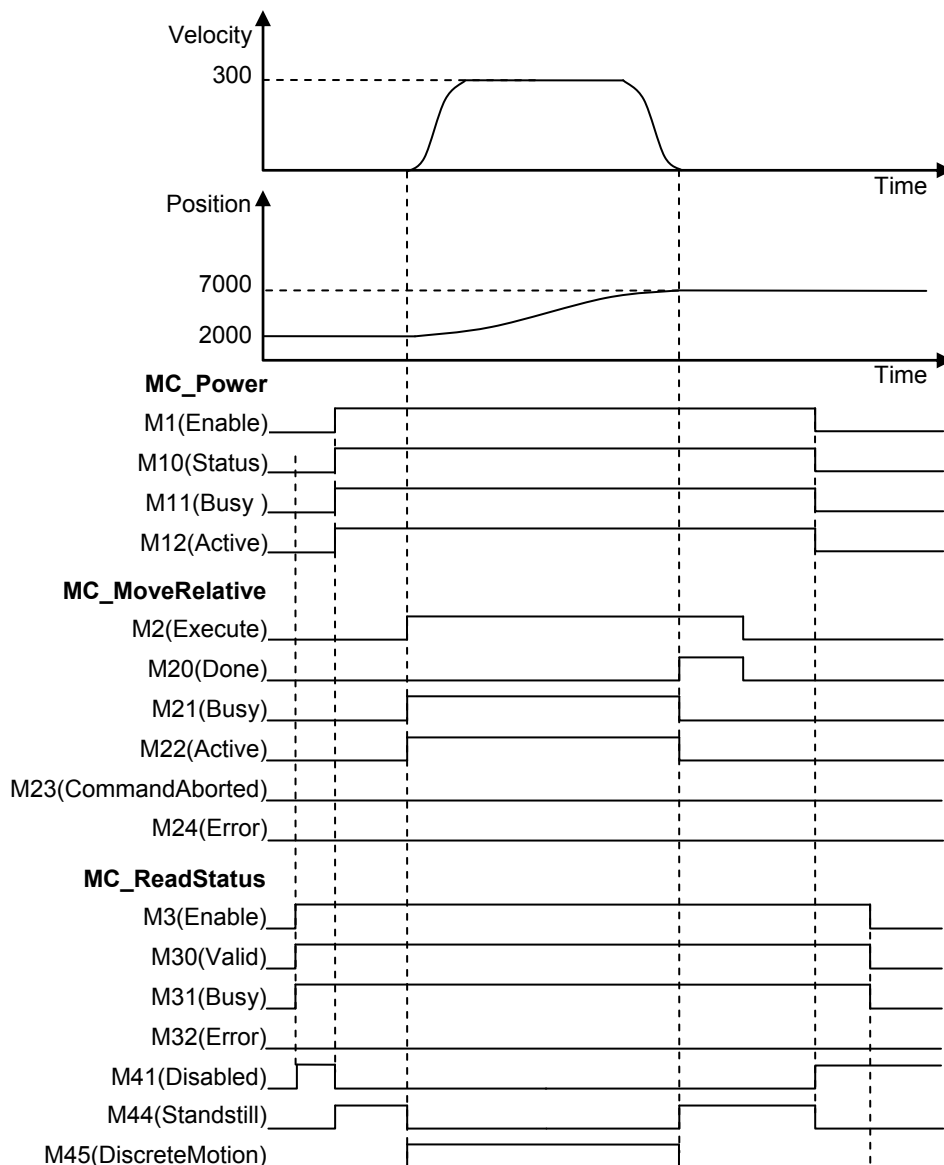 Velocity
300
Time
Position
7000
2000
Time
MC_Power
M1(Enable)
M10(Status)
M11(Busy )
M12(Active)
MC_MoveRelative
M2(Execute)
M20(Done)
M21(Busy)
M22(Active)
M23(CommandAborted)
M24(Error)
MC_ReadStatus
M3(Enable)
M30(Valid)
M31(Busy)
M32(Error)
M41(Disabled)
M44(Standstill)
M45(DiscreteMotion)